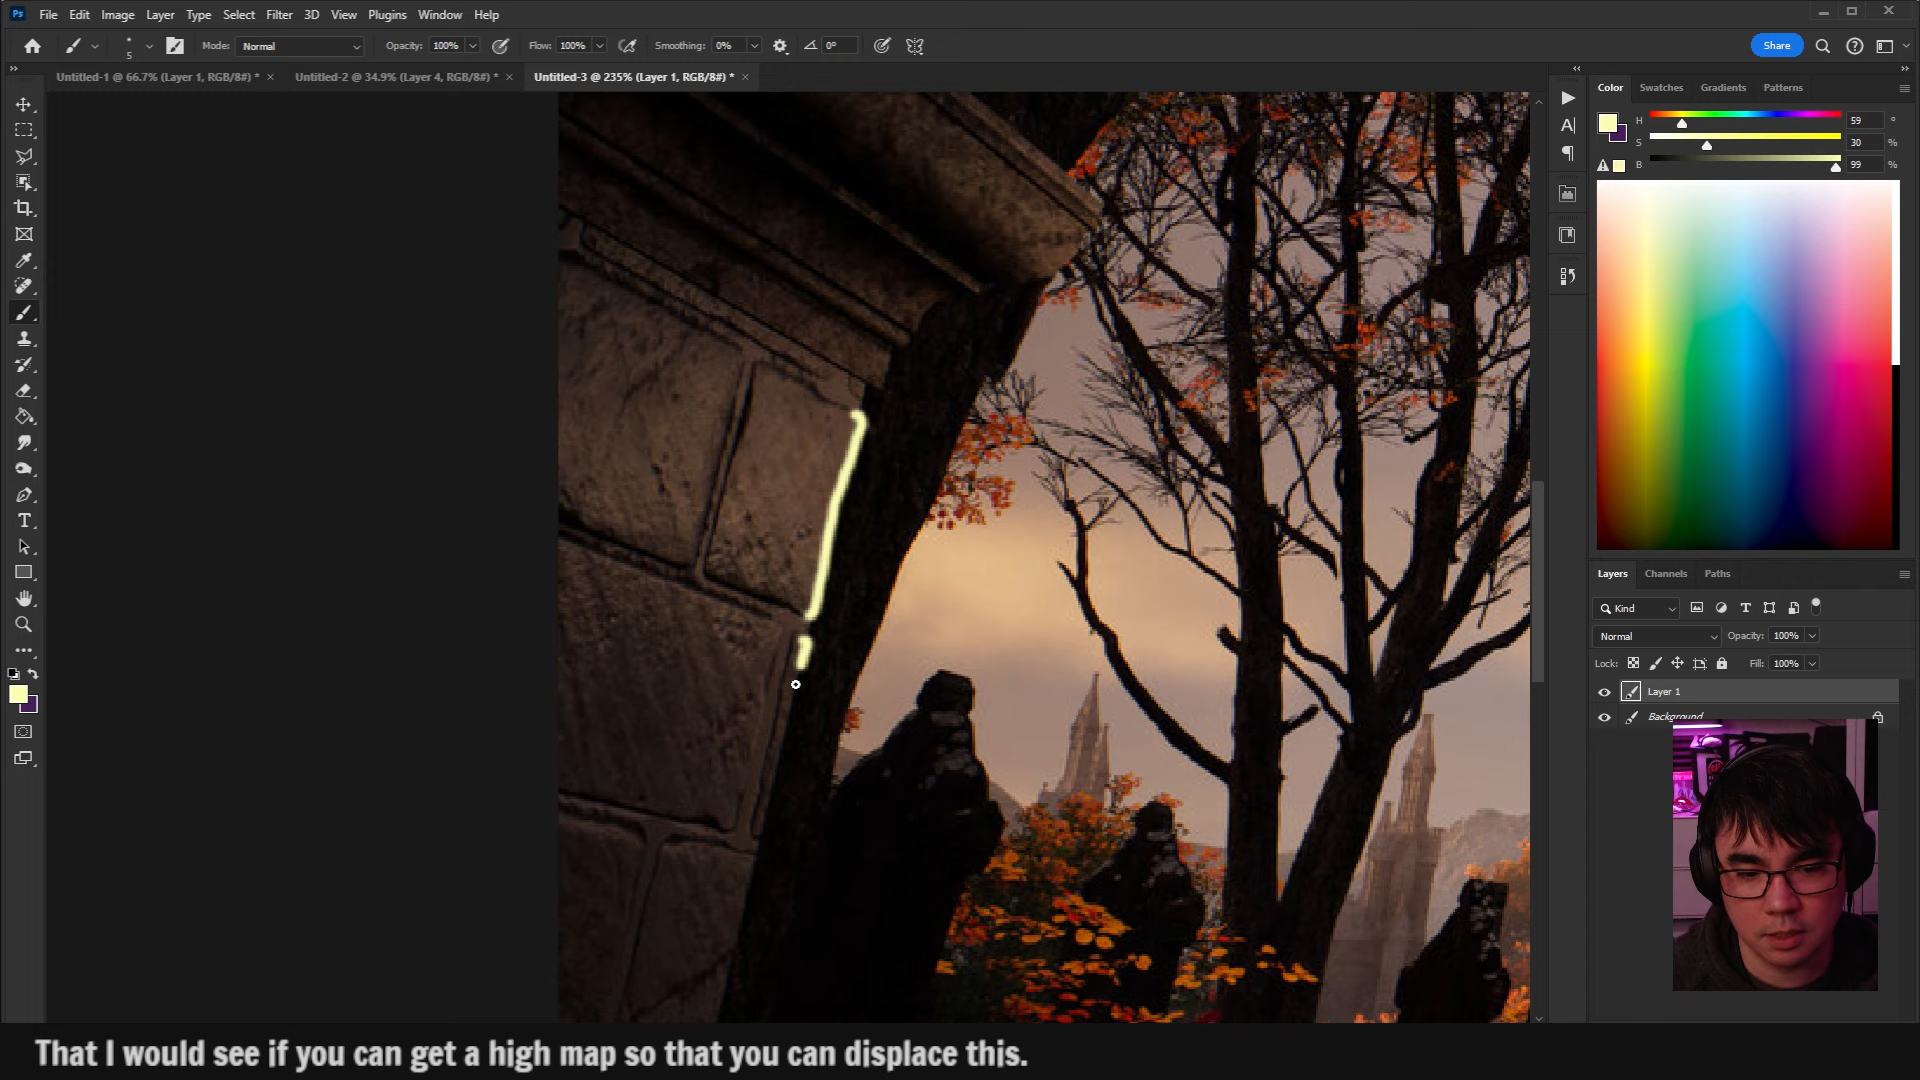 Ps File Edit Image Layer Type Select Filter 3D View Plugins Window Help
5 Mode: Normal Opacity: 100% Flow: 100% Smoothing: 0% 0° Share
Untitled-1 @ 66.7% (Layer 1, RGB/8#) * Untitled-2 @ 34.9% (Layer 4, RGB/8#) * Untitled-3 @ 235% (Layer 1, RGB/8#) *
Color Swatches Gradients Patterns
H 59 °
S 30 %
B 99 %
Layers Channels Paths
Kind
Normal Opacity: 100%
Lock: Fill: 100%
Layer 1
Background
That I would see if you can get a high map so that you can displace this.